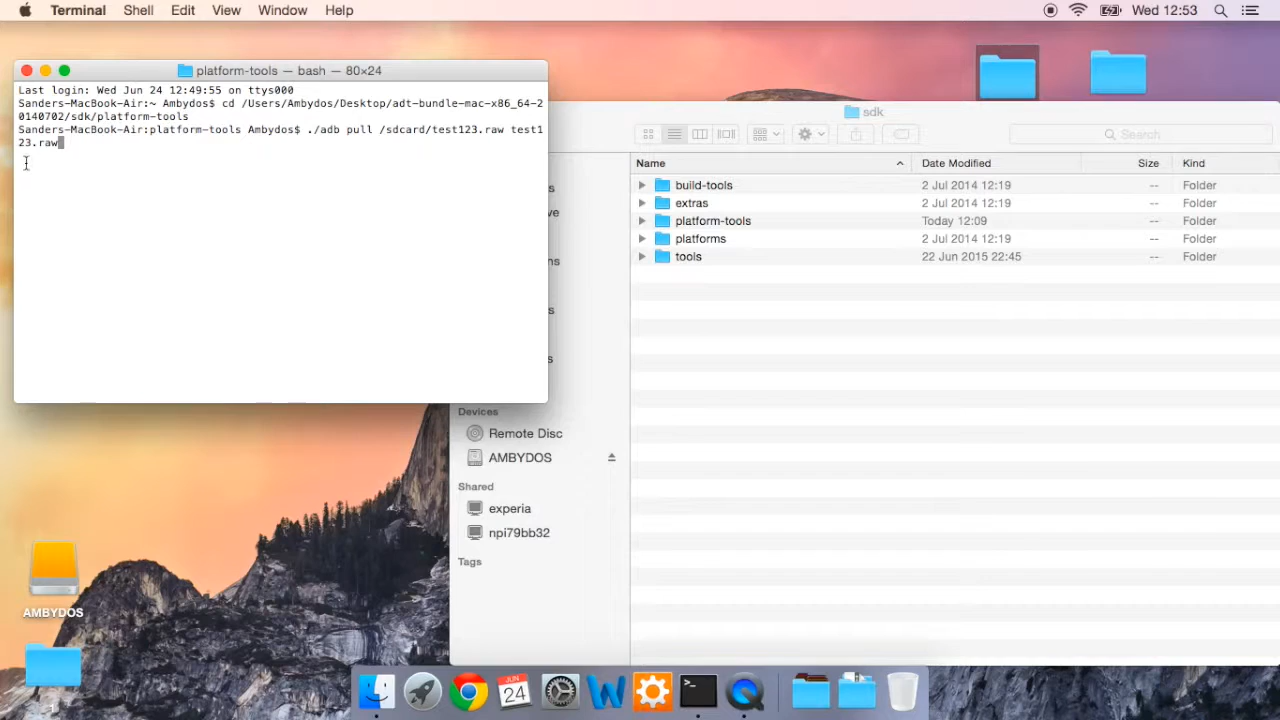 Terminal Shell Edit View Window Help Wed 12:53
platform-tools — bash — 80×24
Last login: Wed Jun 24 12:49:55 on ttys000
Sanders-MacBook-Air:~ Ambydos$ cd /Users/Ambydos/Desktop/adt-bundle-mac-x86_64-2
0140702/sdk/platform-tools
Sanders-MacBook-Air:platform-tools Ambydos$ ./adb pull /sdcard/test123.raw test1
23.raw
sdk
Search
Name Date Modified Size Kind
build-tools 2 Jul 2014 12:19 -- Folder
extras 2 Jul 2014 12:19 -- Folder
platform-tools Today 12:09 -- Folder
platforms 2 Jul 2014 12:19 -- Folder
tools 22 Jun 2015 22:45 -- Folder
Devices
Remote Disc
AMBYDOS
Shared
experia
npi79bb32
Tags
AMBYDOS
JUN
24